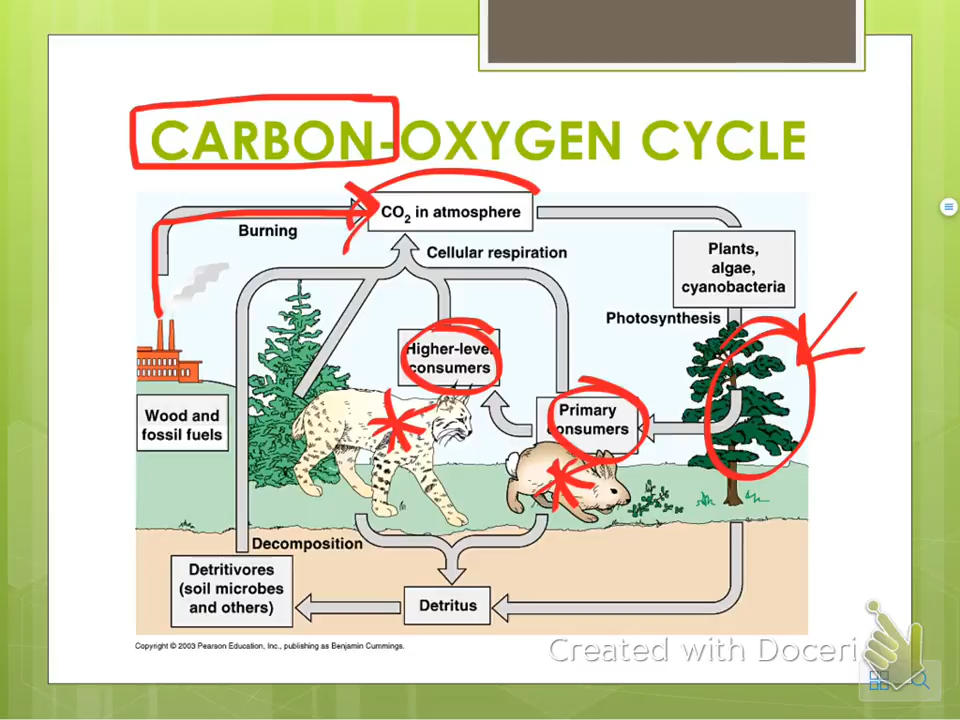 CARBON-OXYGEN CYCLE
CO₂ in atmosphere
Burning
Cellular respiration
Plants,
algae,
cyanobacteria
Photosynthesis
Higher-level
consumers
Primary
consumers
Wood and
fossil fuels
Decomposition
Detritivores
(soil microbes
and others)
Detritus
Copyright © 2003 Pearson Education, Inc., publishing as Benjamin Cummings.
Created with Doceri